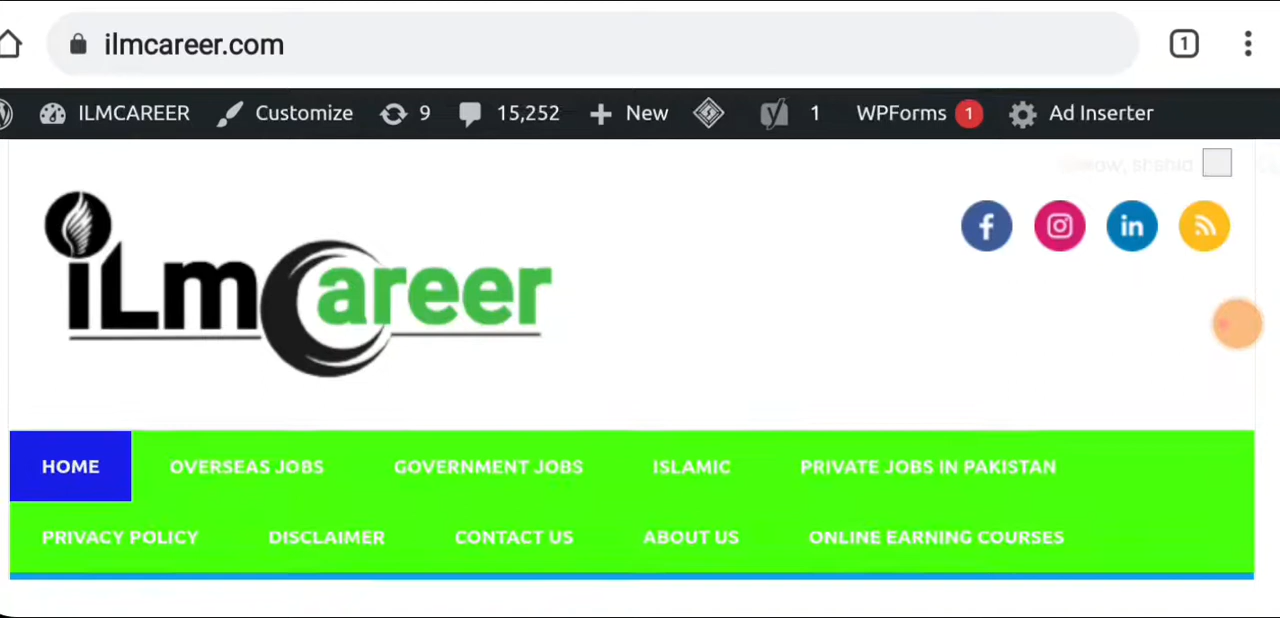 ilmcareer.com
1
ILMCAREER Customize 9 15,252 New 1 WPForms 1 Ad Inserter
iLmCareer
f in
HOME OVERSEAS JOBS GOVERNMENT JOBS ISLAMIC PRIVATE JOBS IN PAKISTAN
PRIVACY POLICY DISCLAIMER CONTACT US ABOUT US ONLINE EARNING COURSES